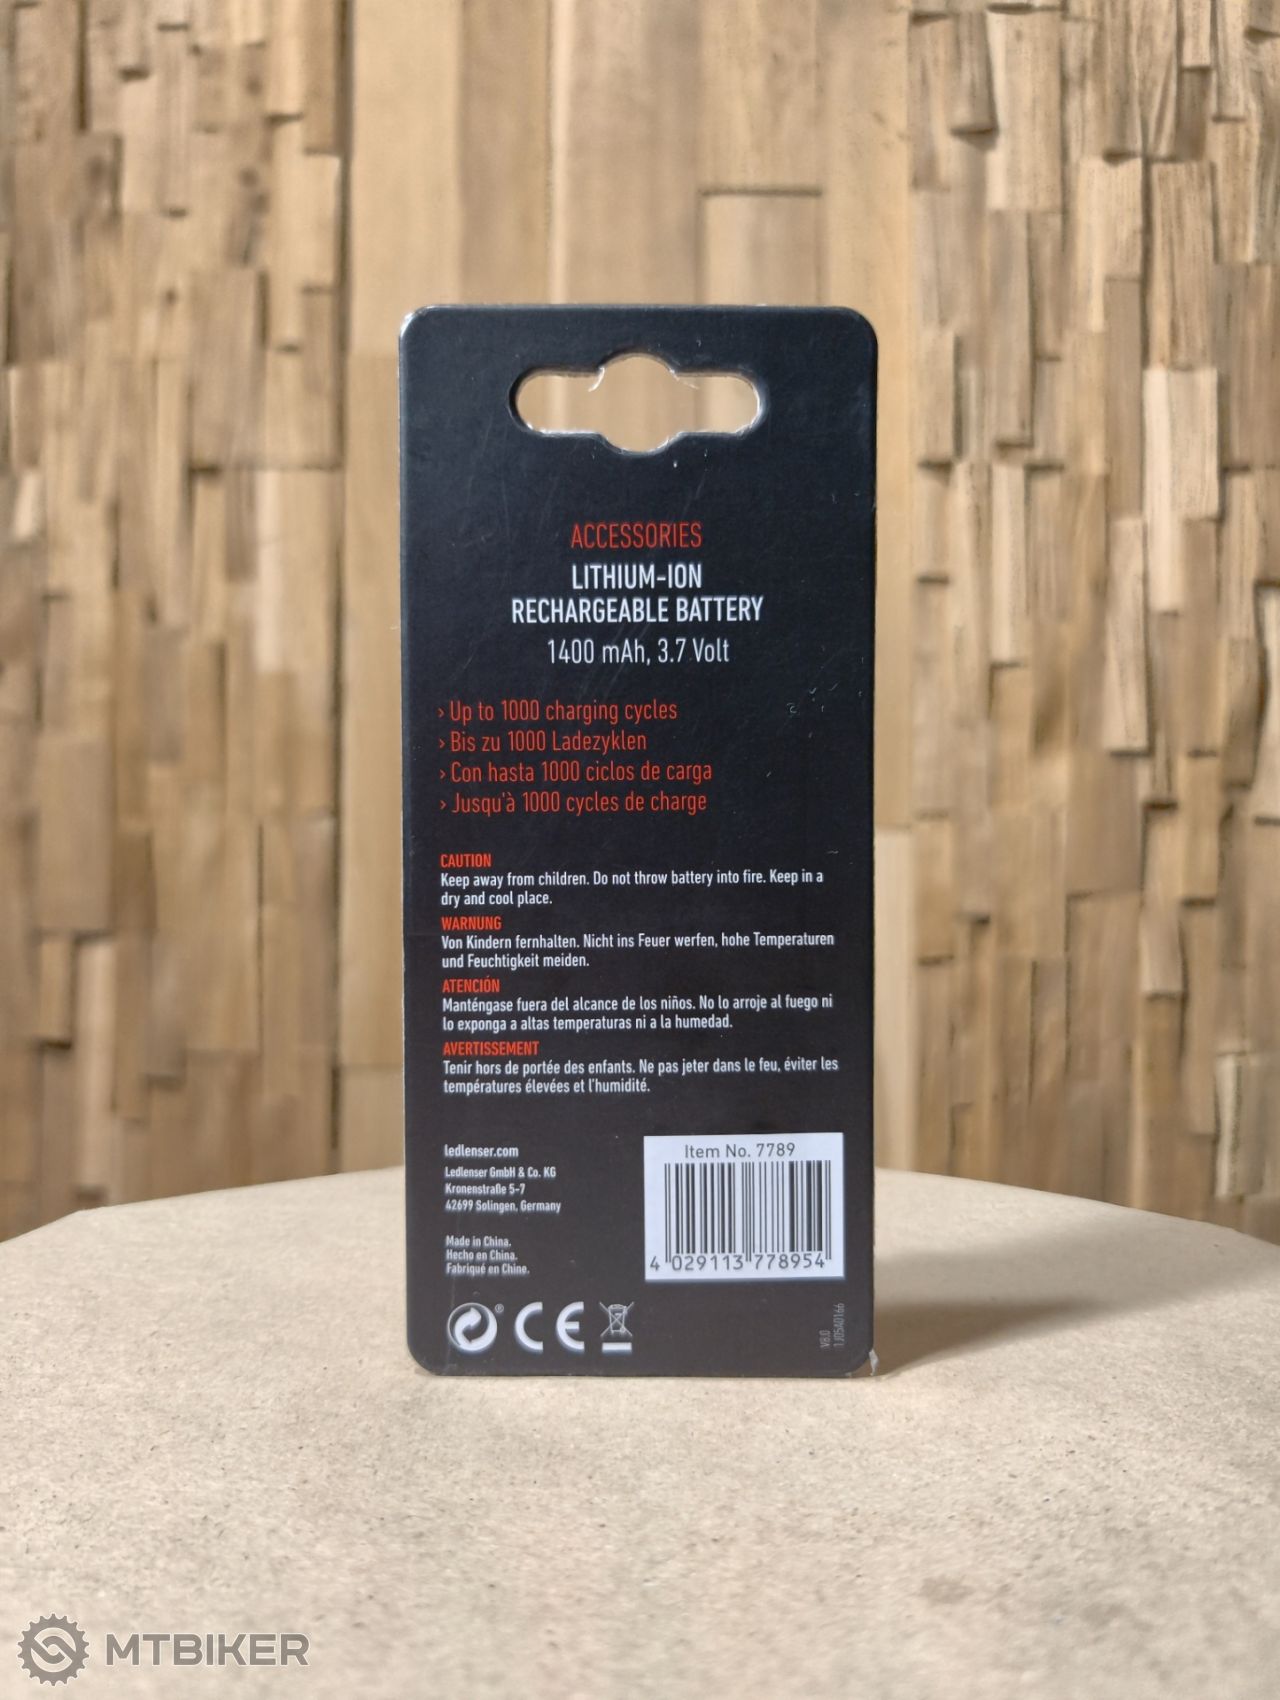 ACCESSORIES
LITHIUM-ION
RECHARGEABLE BATTERY
1400 mAh, 3.7 Volt
› Up to 1000 charging cycles
› Bis zu 1000 Ladezyklen
› Con hasta 1000 ciclos de carga
› Jusqu'à 1000 cycles de charge
CAUTION
Keep away from children. Do not throw battery into fire. Keep in a
dry and cool place.
WARNUNG
Von Kindern fernhalten. Nicht ins Feuer werfen, hohe Temperaturen
und Feuchtigkeit meiden.
ATENCIÓN
Manténgase fuera del alcance de los niños. No lo arroje al fuego ni
lo exponga a altas temperaturas ni a la humedad.
AVERTISSEMENT
Tenir hors de portée des enfants. Ne pas jeter dans le feu, éviter les
températures élevées et l'humidité.
ledlenser.com
Ledlenser GmbH & Co. KG
Kronenstraße 5-7
42699 Solingen, Germany
Made in China.
Hecho en China.
Fabriqué en Chine.
Item No. 7789
4 029113 778954
® CE
V8.0
1J05A0166
MTBIKER